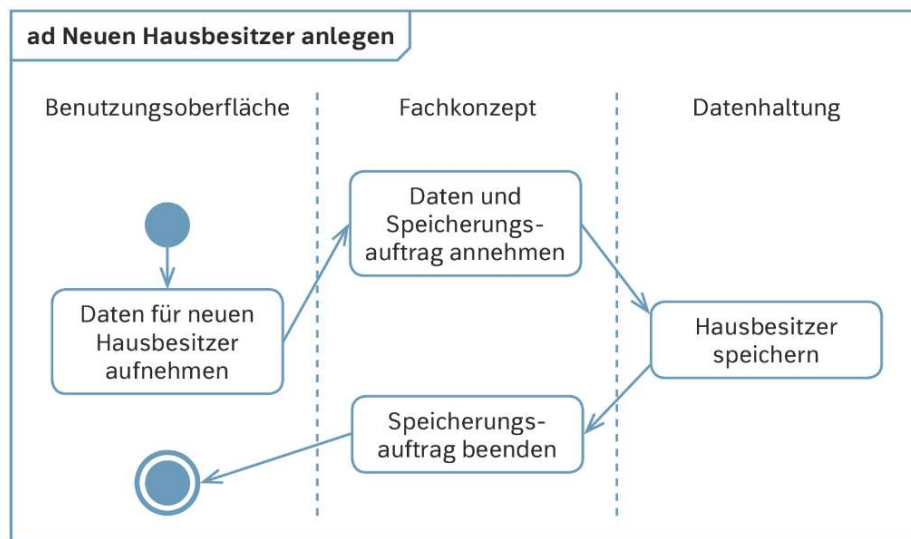 ad Neuen Hausbesitzer anlegen
Benutzungsoberfläche
Fachkonzept
Datenhaltung
Daten und
Speicherungs-
auftrag annehmen
Daten für neuen
Hausbesitzer
aufnehmen
Hausbesitzer
speichern
Speicherungs-
auftrag beenden